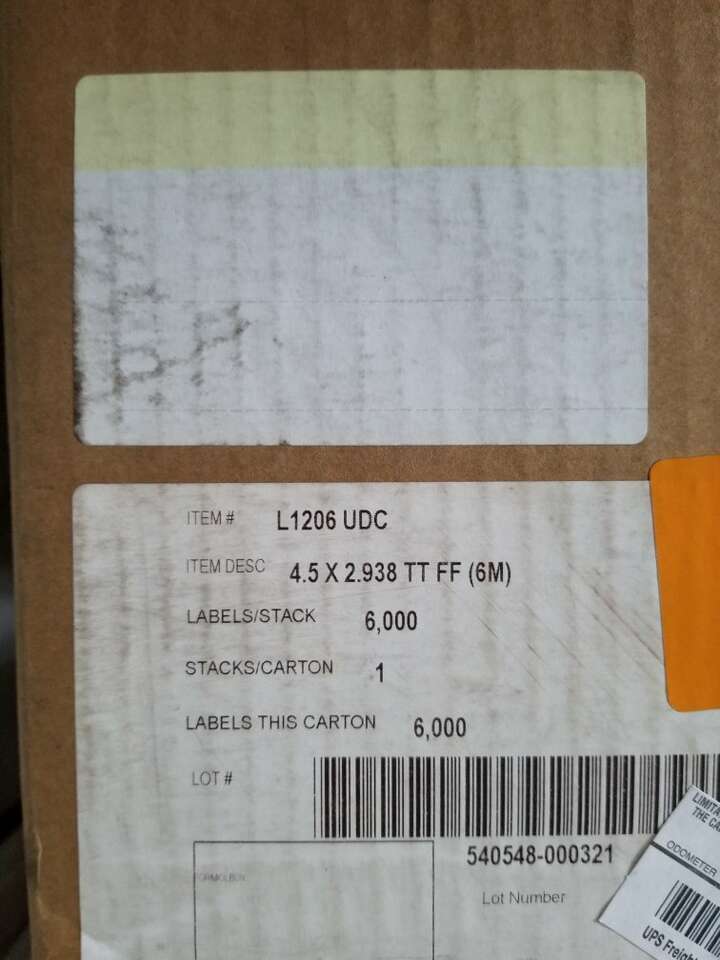 ITEM # L1206 UDC
ITEM DESC 4.5 X 2.938 TT FF (6M)
LABELS/STACK 6,000
STACKS/CARTON 1
LABELS THIS CARTON 6,000
LOT #
540548-000321
Lot Number
THE
ODOMETER
UPS